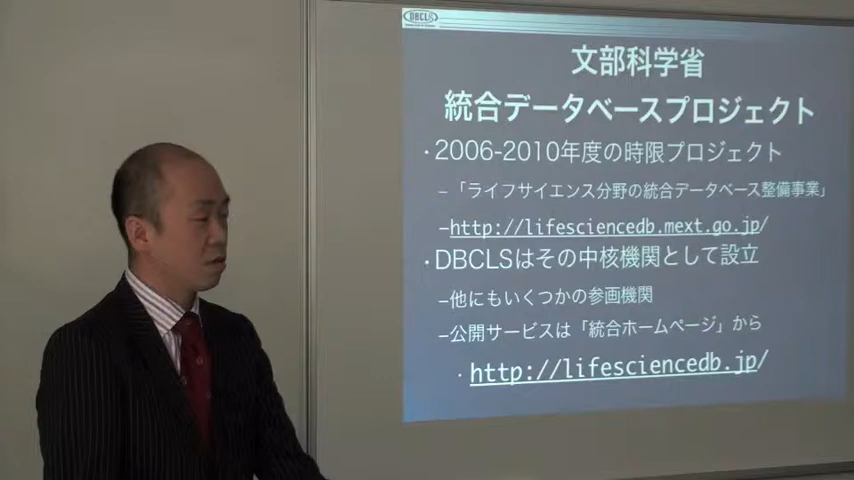 DBCLS
文部科学省
統合データベースプロジェクト
・2006-2010年度の時限プロジェクト
–「ライフサイエンス分野の統合データベース整備事業」
–http://lifesciencedb.mext.go.jp/
・DBCLSはその中核機関として設立
–他にもいくつかの参画機関
–公開サービスは「統合ホームページ」から
・http://lifesciencedb.jp/